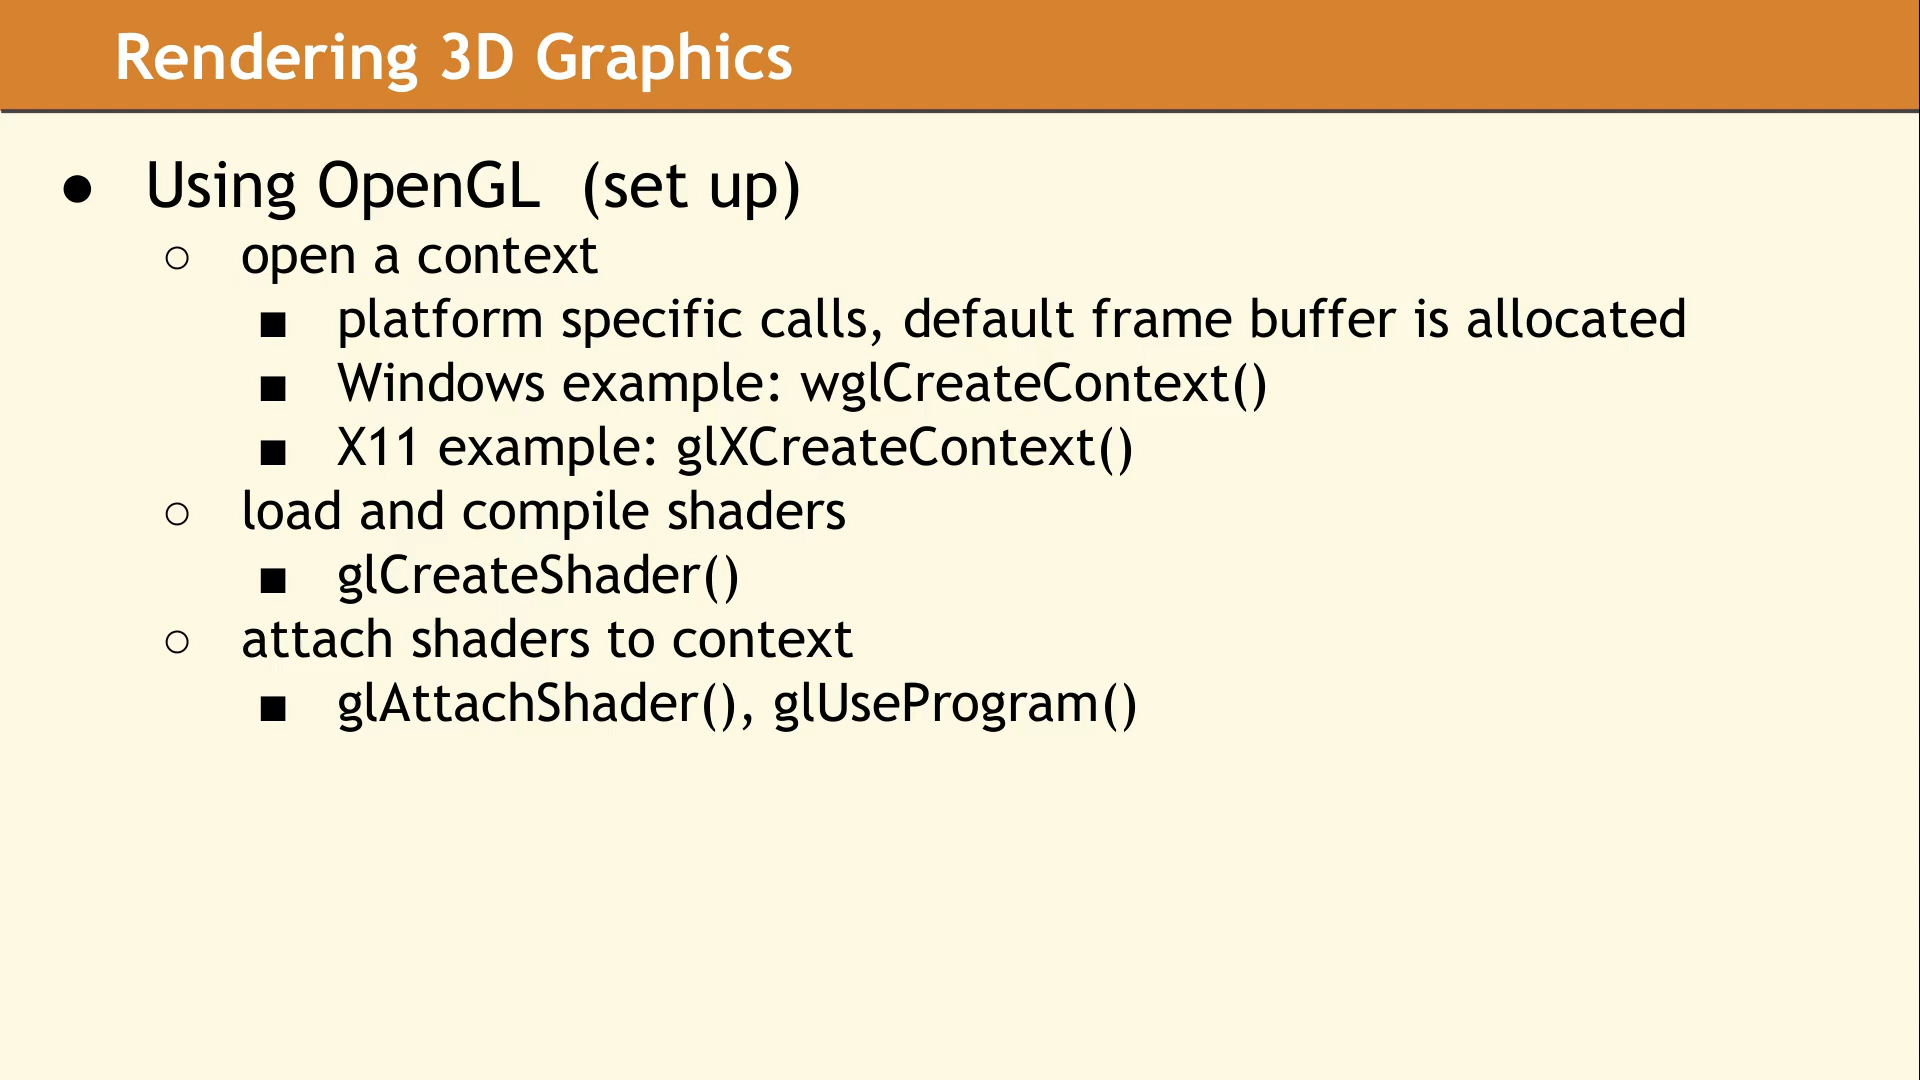 Rendering 3D Graphics
● Using OpenGL (set up)
○ open a context
■ platform specific calls, default frame buffer is allocated
■ Windows example: wglCreateContext()
■ X11 example: glXCreateContext()
○ load and compile shaders
■ glCreateShader()
○ attach shaders to context
■ glAttachShader(), glUseProgram()